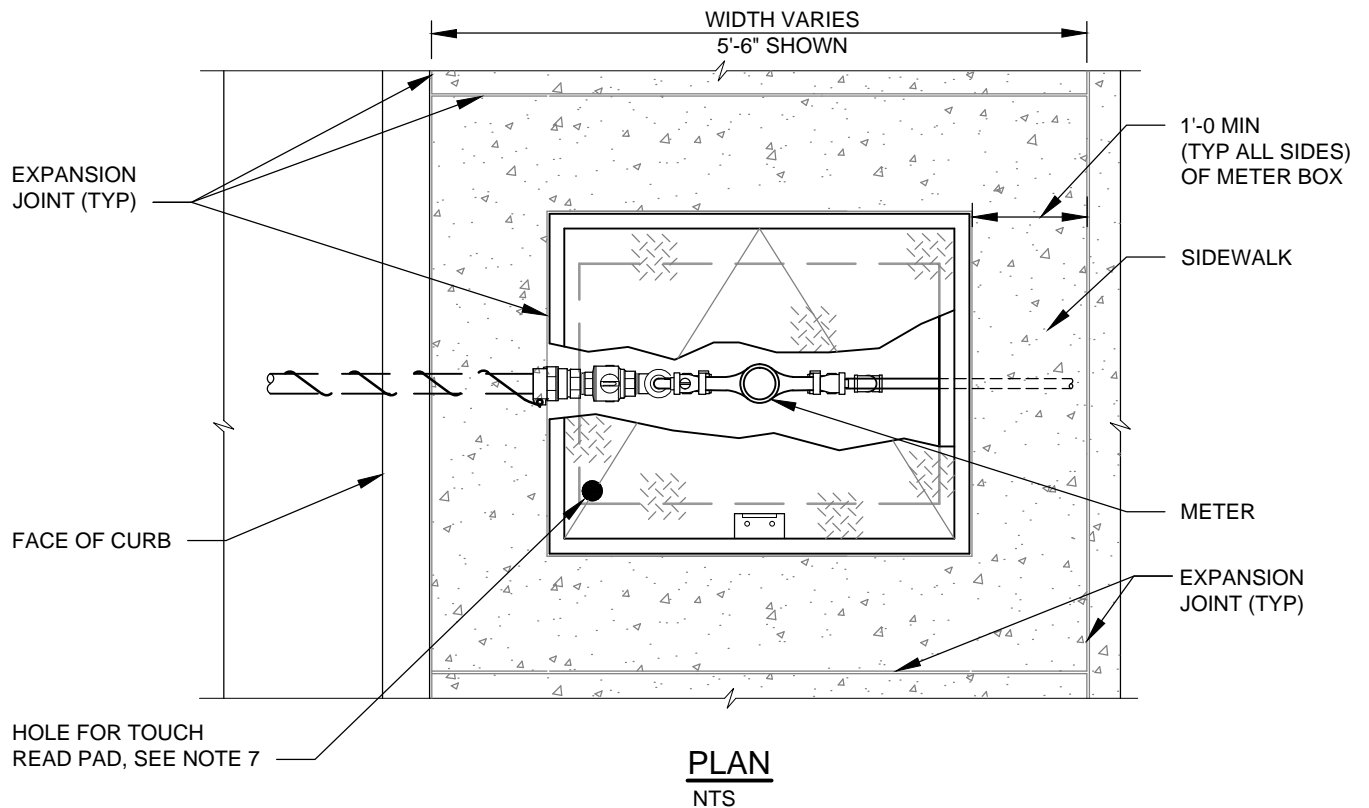 WIDTH VARIES
5'-6" SHOWN
EXPANSION
JOINT (TYP)
1'-0 MIN
(TYP ALL SIDES)
OF METER BOX
SIDEWALK
FACE OF CURB
METER
EXPANSION
JOINT (TYP)
HOLE FOR TOUCH
READ PAD, SEE NOTE 7
PLAN
NTS